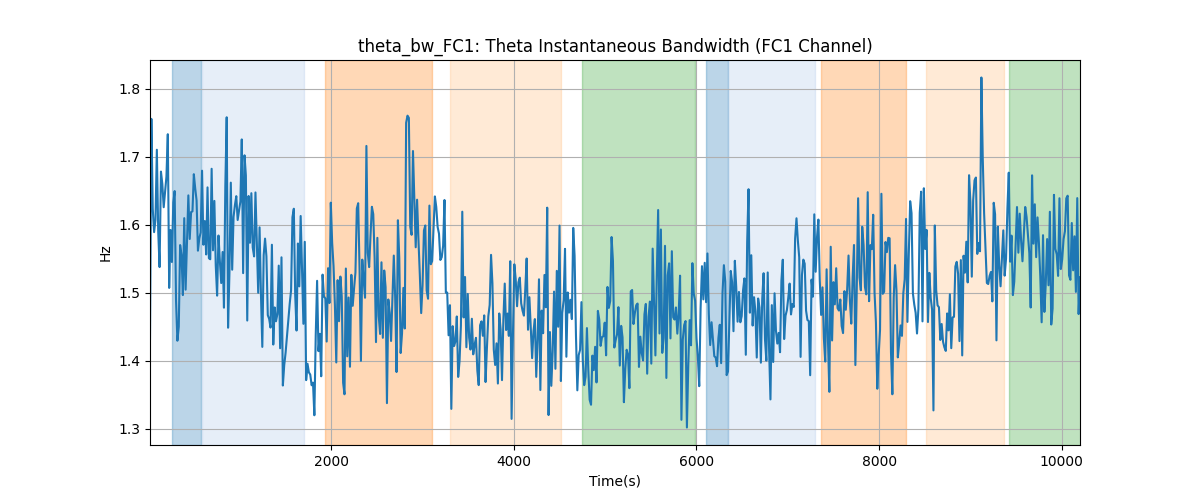 theta_bw_FC1: Theta Instantaneous Bandwidth (FC1 Channel)
1.8
1.7
1.6
1.5
1.4
1.3
Hz
2000 4000 6000 8000 10000
Time(s)